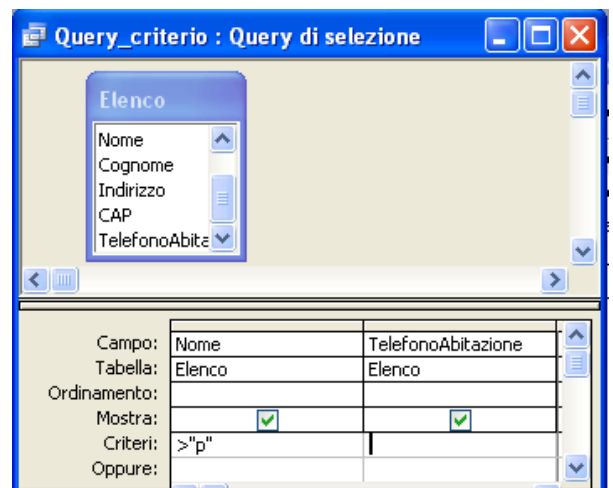 Query_criterio : Query di selezione
Elenco
Nome
Cognome
Indirizzo
CAP
TelefonoAbita
Campo: Nome TelefonoAbitazione
Tabella: Elenco Elenco
Ordinamento:
Mostra:
Criteri: >"p"
Oppure: